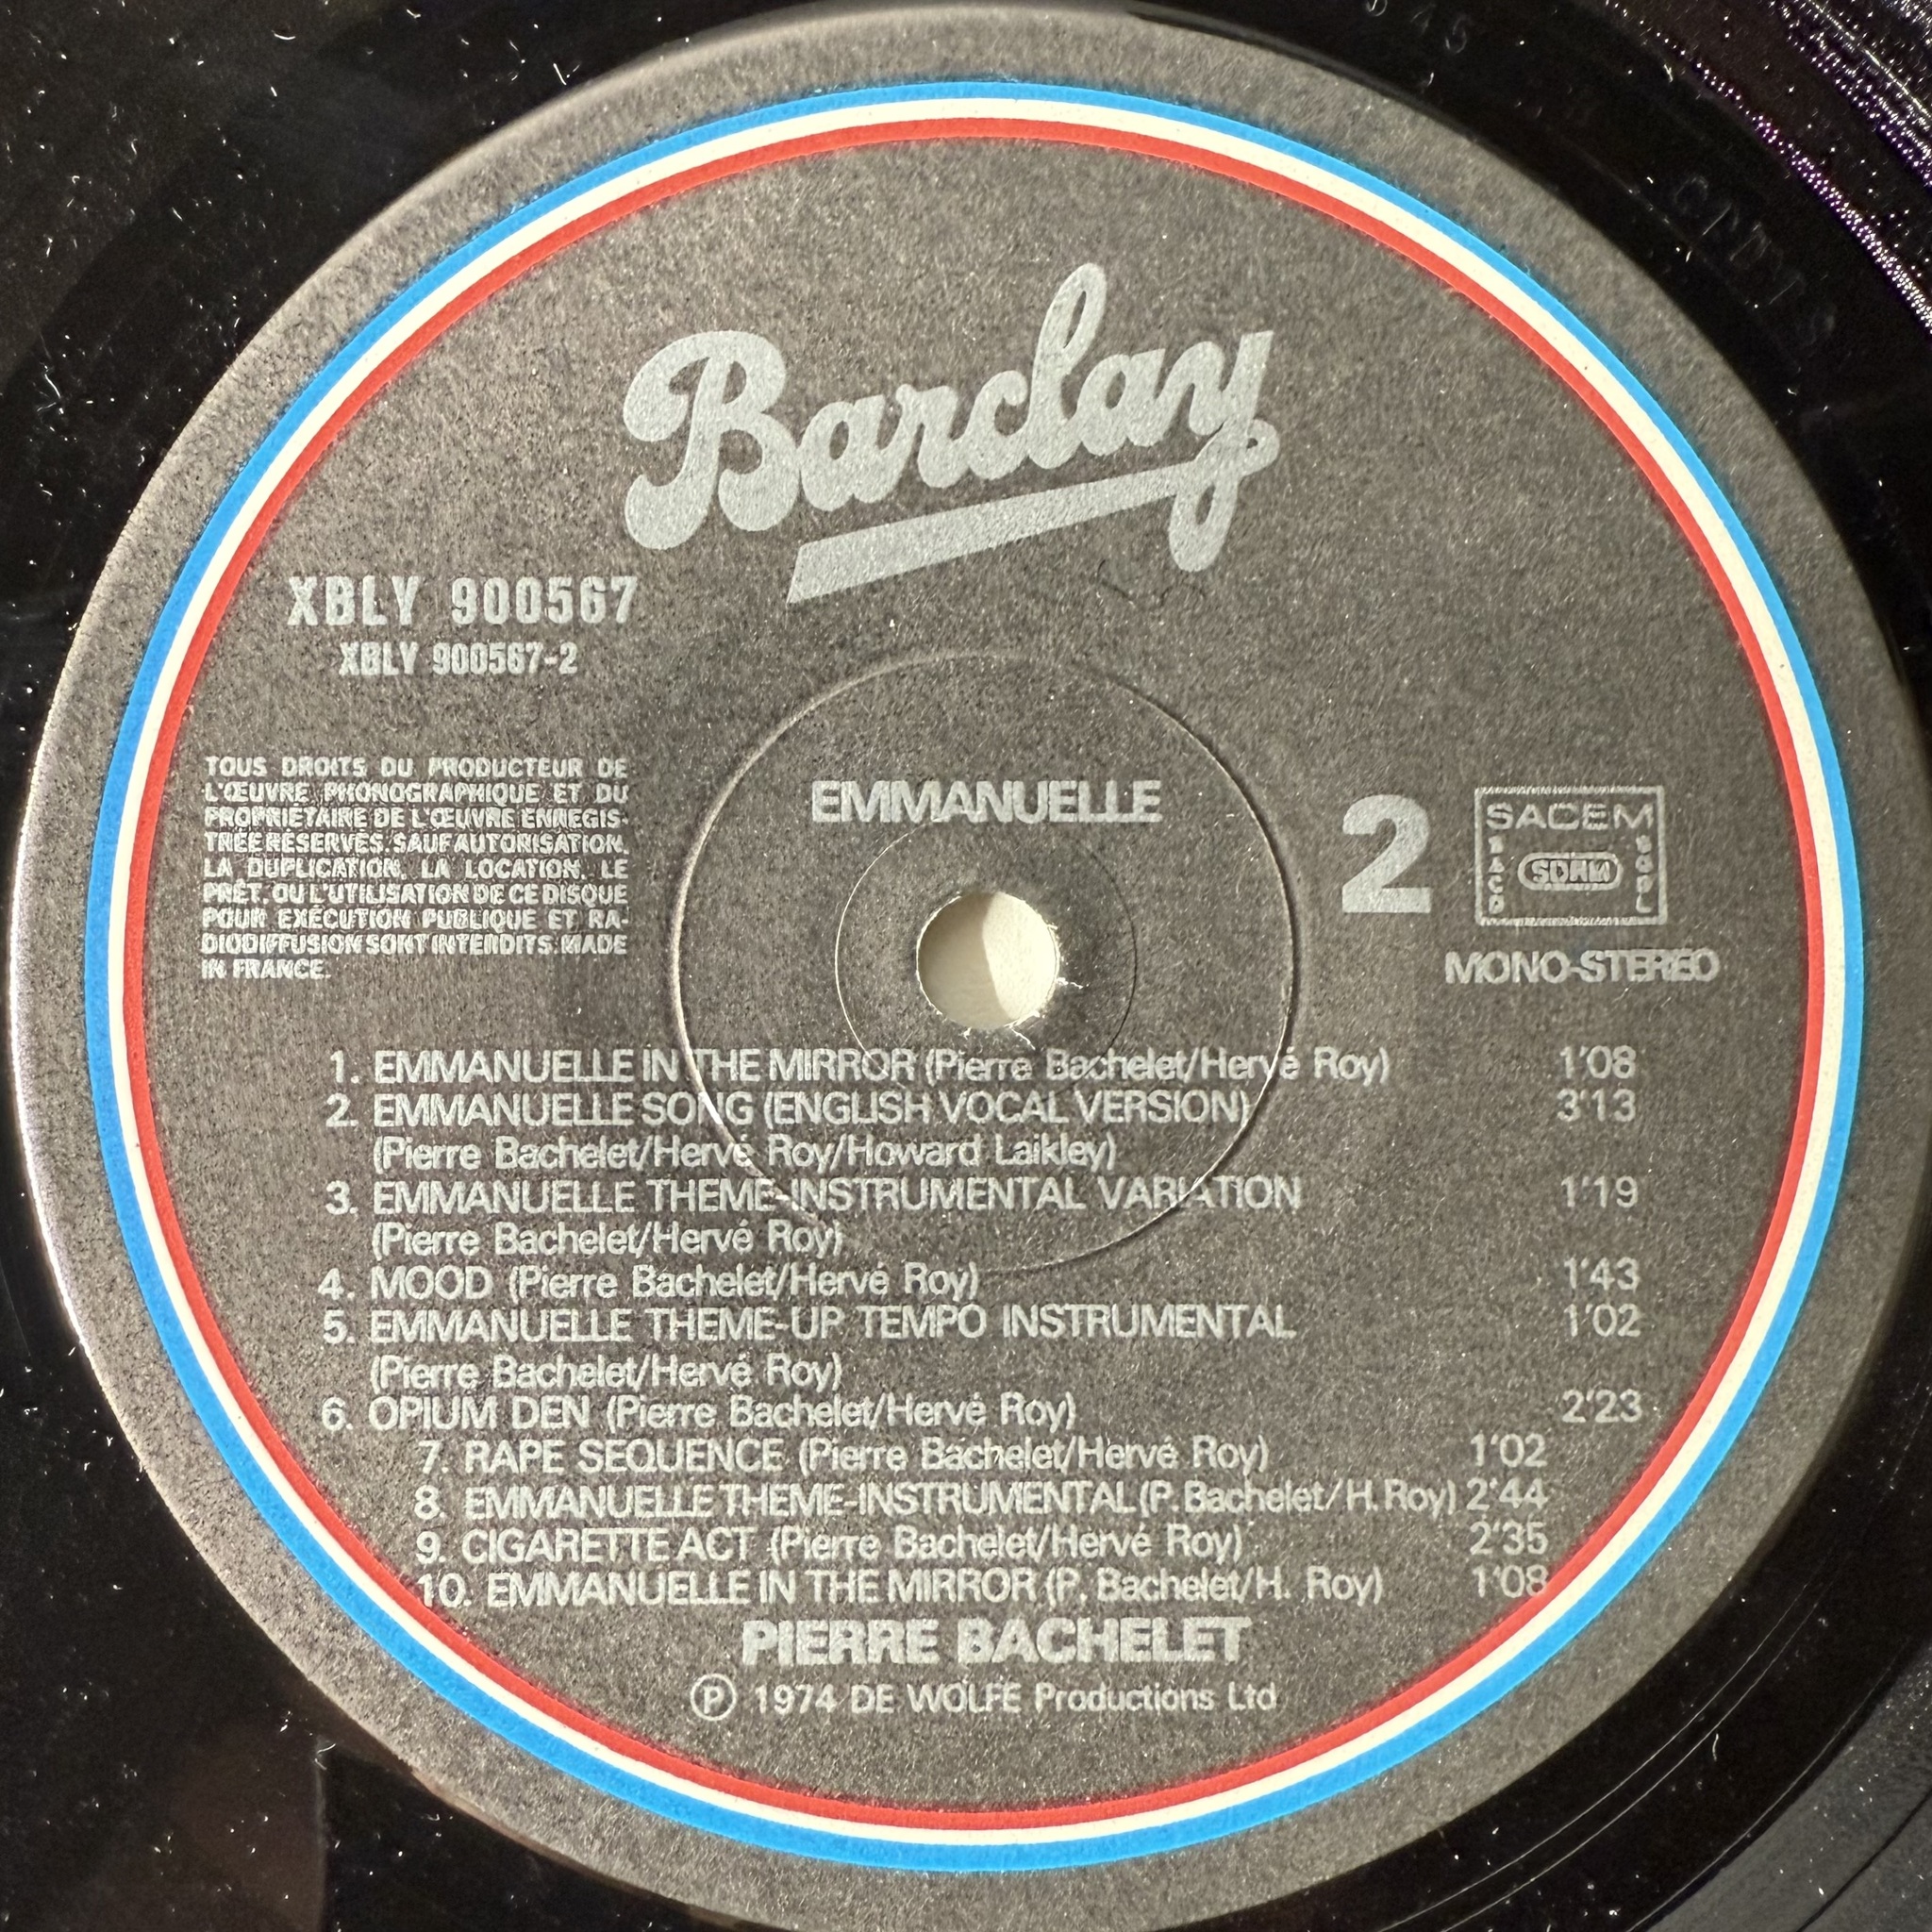 Barclay
XBLY 900567
XBLY 900567-2
TOUS DROITS DU PRODUCTEUR DE
L'ŒUVRE PHONOGRAPHIQUE ET DU
PROPRIÉTAIRE DE L'ŒUVRE ENREGIS-
TRÉE RÉSERVÉS. SAUF AUTORISATION,
LA DUPLICATION, LA LOCATION, LE
PRÊT, OU L'UTILISATION DE CE DISQUE
POUR EXÉCUTION PUBLIQUE ET RA-
DIODIFFUSION SONT INTERDITS. MADE
IN FRANCE.
EMMANUELLE
2
SACEM
SACD
SDRM
SGDL
MONO-STÉRÉO
1. EMMANUELLE IN THE MIRROR (Pierre Bachelet/Hervé Roy) 1'08
2. EMMANUELLE SONG (ENGLISH VOCAL VERSION) 3'13
(Pierre Bachelet/Hervé Roy/Howard Laikley)
3. EMMANUELLE THEME-INSTRUMENTAL VARIATION 1'19
(Pierre Bachelet/Hervé Roy)
4. MOOD (Pierre Bachelet/Hervé Roy) 1'43
5. EMMANUELLE THEME-UP TEMPO INSTRUMENTAL 1'02
(Pierre Bachelet/Hervé Roy)
6. OPIUM DEN (Pierre Bachelet/Hervé Roy) 2'23
7. RAPE SEQUENCE (Pierre Bachelet/Hervé Roy) 1'02
8. EMMANUELLE THEME-INSTRUMENTAL (P. Bachelet/H. Roy) 2'44
9. CIGARETTE ACT (Pierre Bachelet/Hervé Roy) 2'35
10. EMMANUELLE IN THE MIRROR (P. Bachelet/H. Roy) 1'08
PIERRE BACHELET
Ⓟ 1974 DE WOLFE Productions Ltd